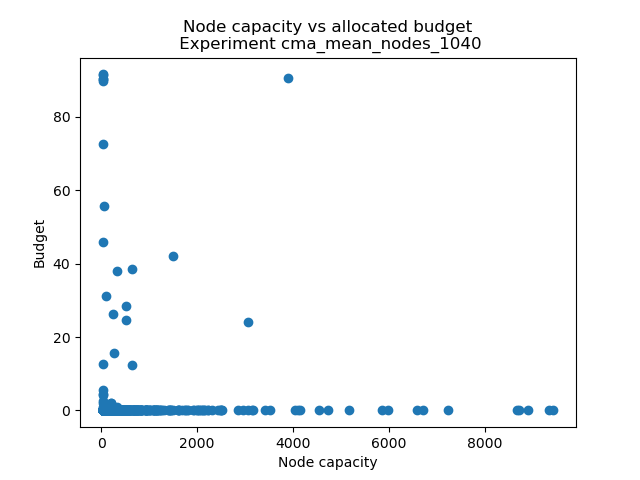 Node capacity vs allocated budget
Experiment cma_mean_nodes_1040
80
60
40
20
0
Budget
0 2000 4000 6000 8000
Node capacity